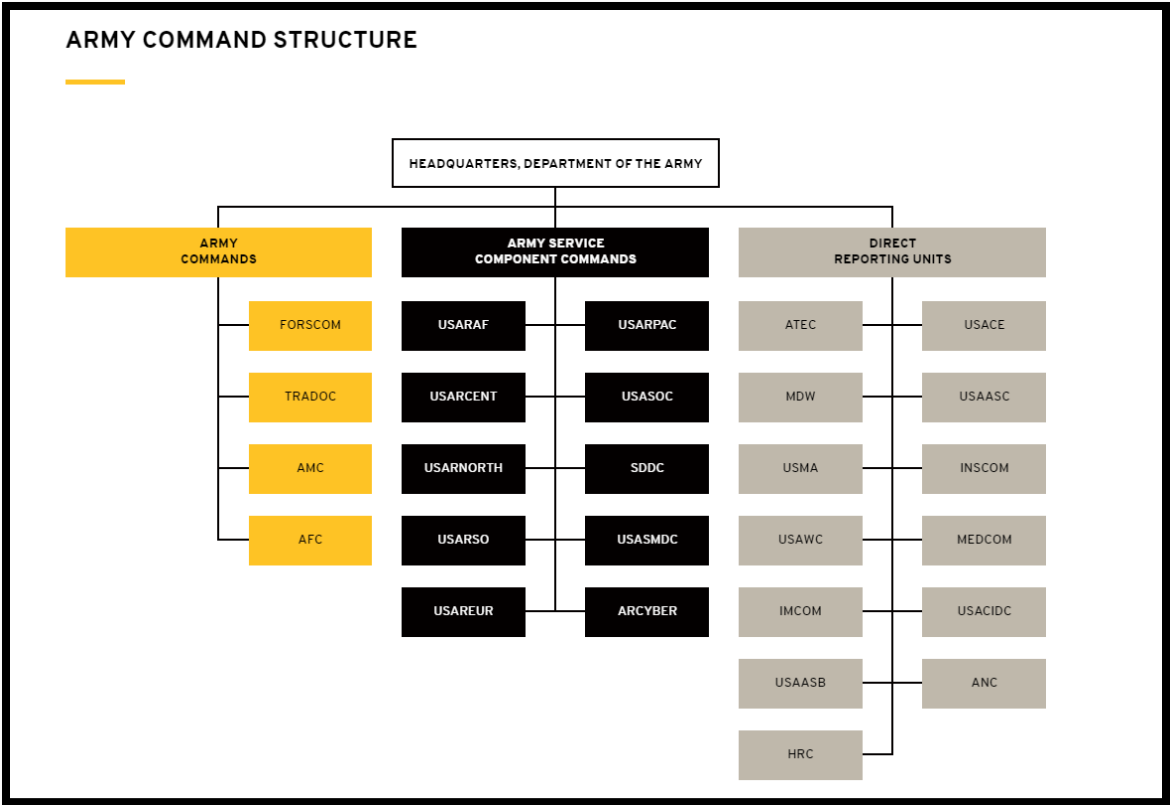 ARMY COMMAND STRUCTURE
HEADQUARTERS, DEPARTMENT OF THE ARMY
ARMY
COMMANDS
FORSCOM
TRADOC
AMC
AFC
ARMY SERVICE
COMPONENT COMMANDS
USARAF
USARPAC
USARCENT
USASOC
USARNORTH
SDDC
USARSO
USASMDC
USAREUR
ARCYBER
DIRECT
REPORTING UNITS
ATEC
USACE
MDW
USAASC
USMA
INSCOM
USAWC
MEDCOM
IMCOM
USACIDC
USAASB
ANC
HRC